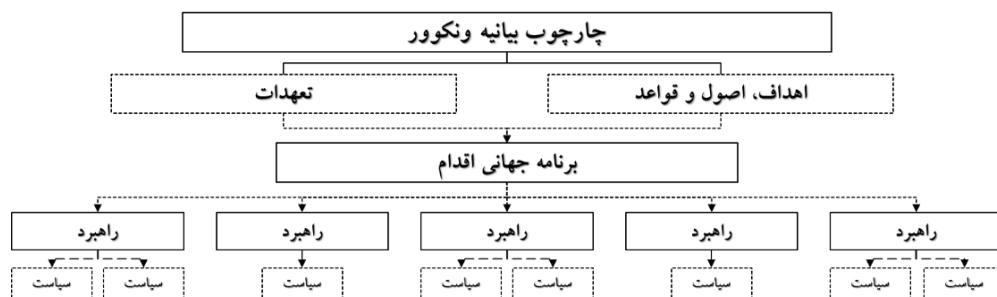 چارچوب بیانیه ونکوور
اهداف، اصول و قواعد
تعهدات
برنامه جهانی اقدام
راهبرد
راهبرد
راهبرد
راهبرد
راهبرد
سیاست
سیاست
سیاست
سیاست
سیاست
سیاست
سیاست
سیاست